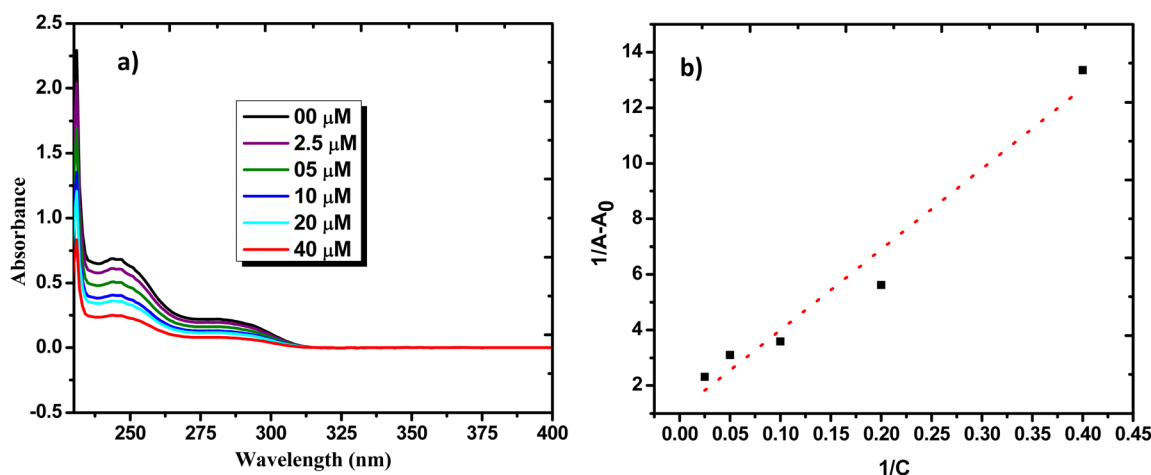 a)
2.5
2.0
1.5
1.0
0.5
0.0
-0.5
Absorbance
00 μM
2.5 μM
05 μM
10 μM
20 μM
40 μM
250 275 300 325 350 375 400
Wavelength (nm)
b)
14
12
10
8
6
4
2
1/A-A0
0.00 0.05 0.10 0.15 0.20 0.25 0.30 0.35 0.40 0.45
1/C